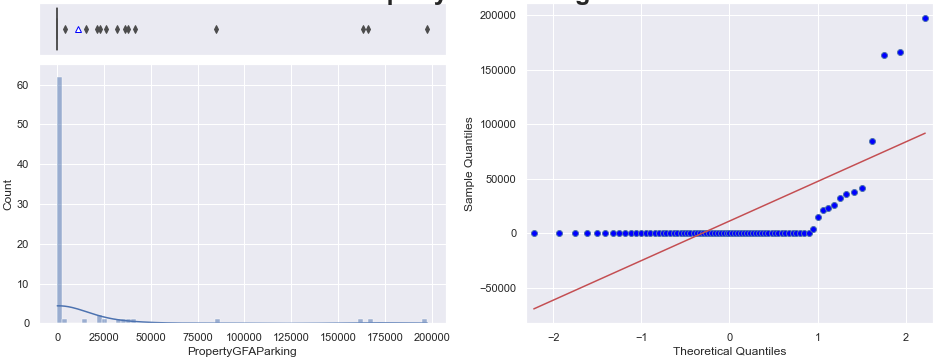 60
50
40
30
20
10
0
Count
0 25000 50000 75000 100000 125000 150000 175000 200000
PropertyGFAParking
200000
150000
100000
50000
0
−50000
Sample Quantiles
−2 −1 0 1 2
Theoretical Quantiles